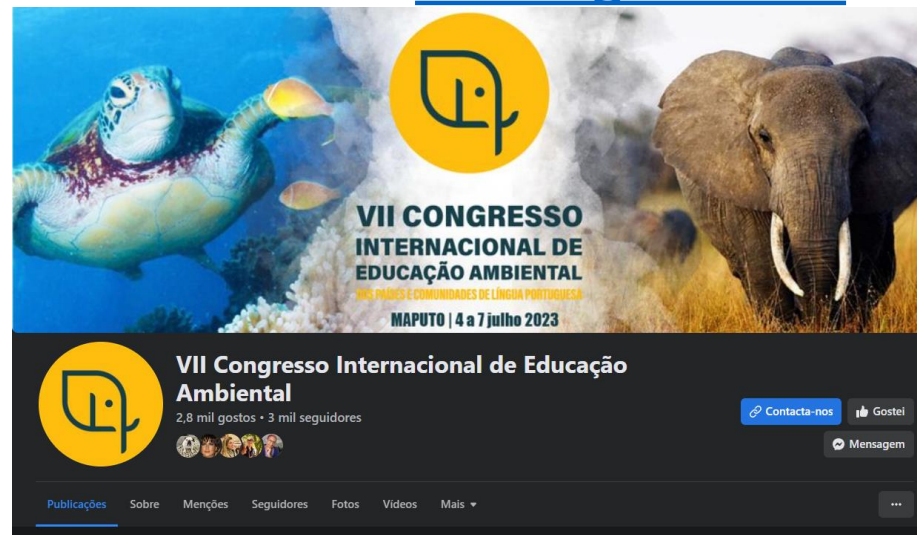 VII CONGRESSO
INTERNACIONAL DE
EDUCAÇÃO AMBIENTAL
DOS PAÍSES E COMUNIDADES DE LÍNGUA PORTUGUESA
MAPUTO | 4 a 7 julho 2023
VII Congresso Internacional de Educação
Ambiental
2,8 mil gostos • 3 mil seguidores
Contacta-nos
Gostei
Mensagem
Publicações
Sobre
Menções
Seguidores
Fotos
Vídeos
Mais